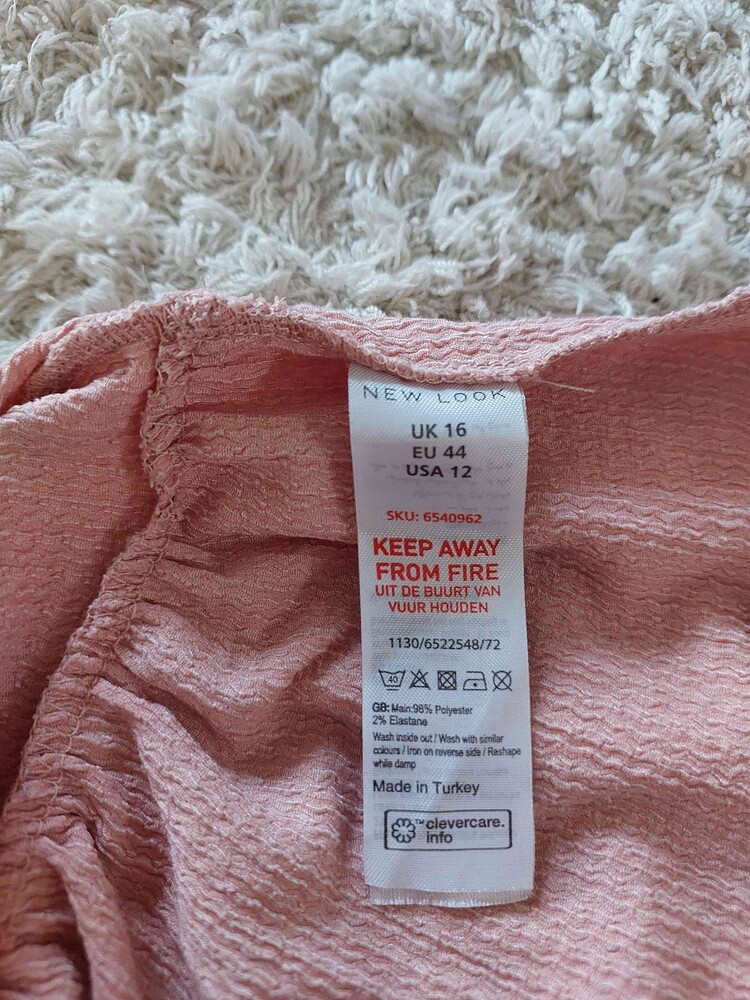 NEW LOOK
UK 16
EU 44
USA 12
SKU: 6540962
KEEP AWAY
FROM FIRE
UIT DE BUURT VAN
VUUR HOUDEN
1130/6522548/72
40
GB: Main:98% Polyester
2% Elastane
Wash inside out / Wash with similar
colours / Iron on reverse side / Reshape
while damp
Made in Turkey
™clevercare.
info